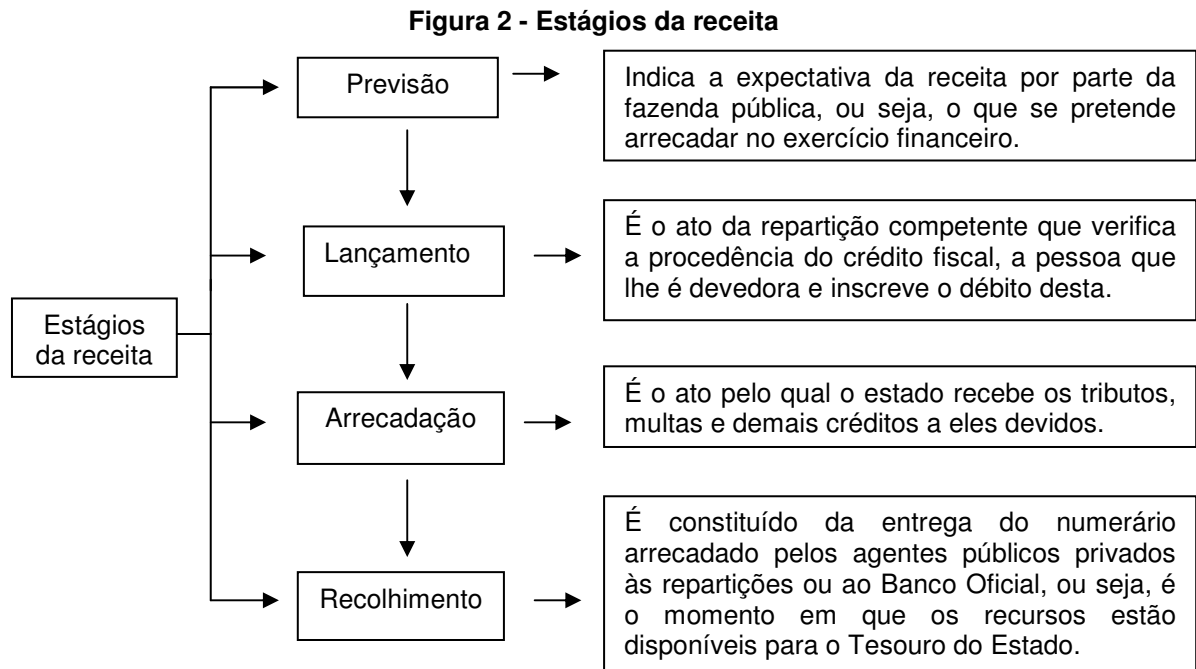 Figura 2 - Estágios da receita
Previsão
Indica a expectativa da receita por parte da
fazenda pública, ou seja, o que se pretende
arrecadar no exercício financeiro.
Lançamento
É o ato da repartição competente que verifica
a procedência do crédito fiscal, a pessoa que
lhe é devedora e inscreve o débito desta.
Estágios
da receita
Arrecadação
É o ato pelo qual o estado recebe os tributos,
multas e demais créditos a eles devidos.
Recolhimento
É constituído da entrega do numerário
arrecadado pelos agentes públicos privados
às repartições ou ao Banco Oficial, ou seja, é
o momento em que os recursos estão
disponíveis para o Tesouro do Estado.